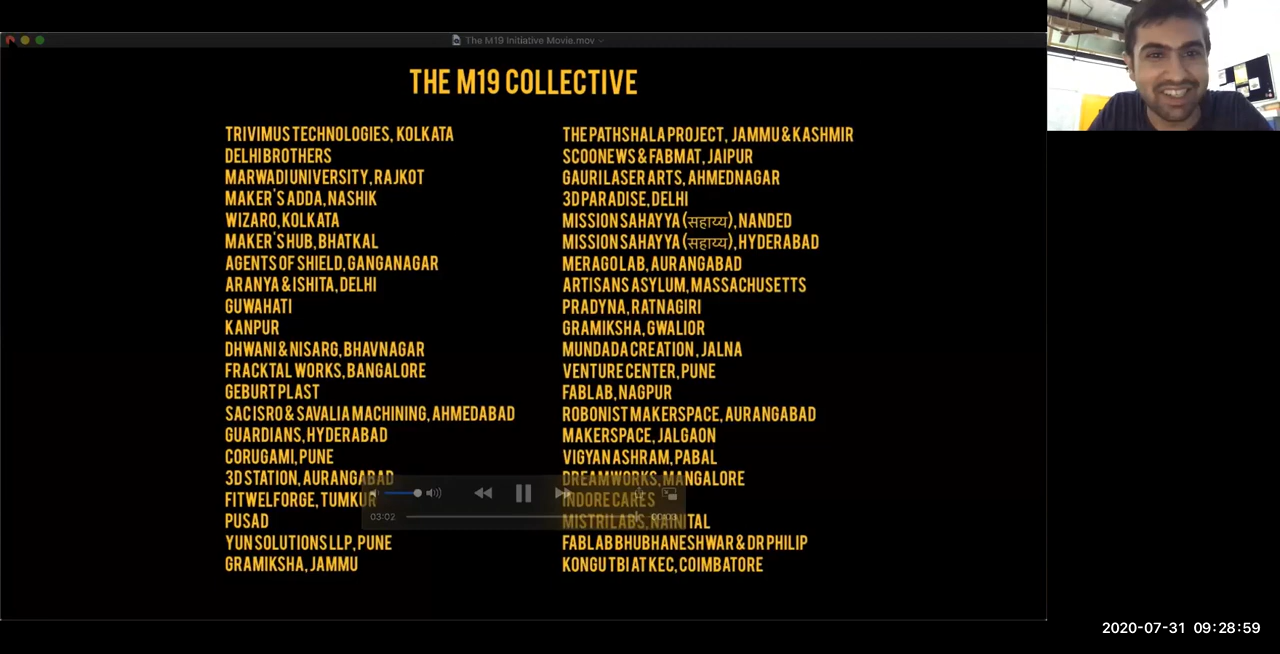 The M19 Initiative Movie.mov
THE M19 COLLECTIVE
TRIVIMUS TECHNOLOGIES, KOLKATA
DELHI BROTHERS
MARWADI UNIVERSITY, RAJKOT
MAKER'S ADDA, NASHIK
WIZARO, KOLKATA
MAKER'S HUB, BHATKAL
AGENTS OF SHIELD, GANGANAGAR
ARANYA & ISHITA, DELHI
GUWAHATI
KANPUR
DHWANI & NISARG, BHAVNAGAR
FRACKTAL WORKS, BANGALORE
GEBURT PLAST
SAC ISRO & SAVALIA MACHINING, AHMEDABAD
GUARDIANS, HYDERABAD
CORUGAMI, PUNE
3D STATION, AURANGABAD
FITWELFORGE, TUMKUR
PUSAD
YUN SOLUTIONS LLP, PUNE
GRAMIKSHA, JAMMU
THE PATHSHALA PROJECT, JAMMU & KASHMIR
SCOONEWS & FABMAT, JAIPUR
GAURI LASER ARTS, AHMEDNAGAR
3D PARADISE, DELHI
MISSION SAHAYYA (सहाय्य), NANDED
MISSION SAHAYYA (सहाय्य), HYDERABAD
MERAGO LAB, AURANGABAD
ARTISANS ASYLUM, MASSACHUSETTS
PRADYNA, RATNAGIRI
GRAMIKSHA, GWALIOR
MUNDADA CREATION, JALNA
VENTURE CENTER, PUNE
FABLAB, NAGPUR
ROBONIST MAKERSPACE, AURANGABAD
MAKERSPACE, JALGAON
VIGYAN ASHRAM, PABAL
DREAMWORKS, MANGALORE
INDORE CARES
MISTRILABS, NAINITAL
FABLAB BHUBHANESHWAR & DR PHILIP
KONGU TBI AT KEC, COIMBATORE
03:02
2020-07-31 09:28:59